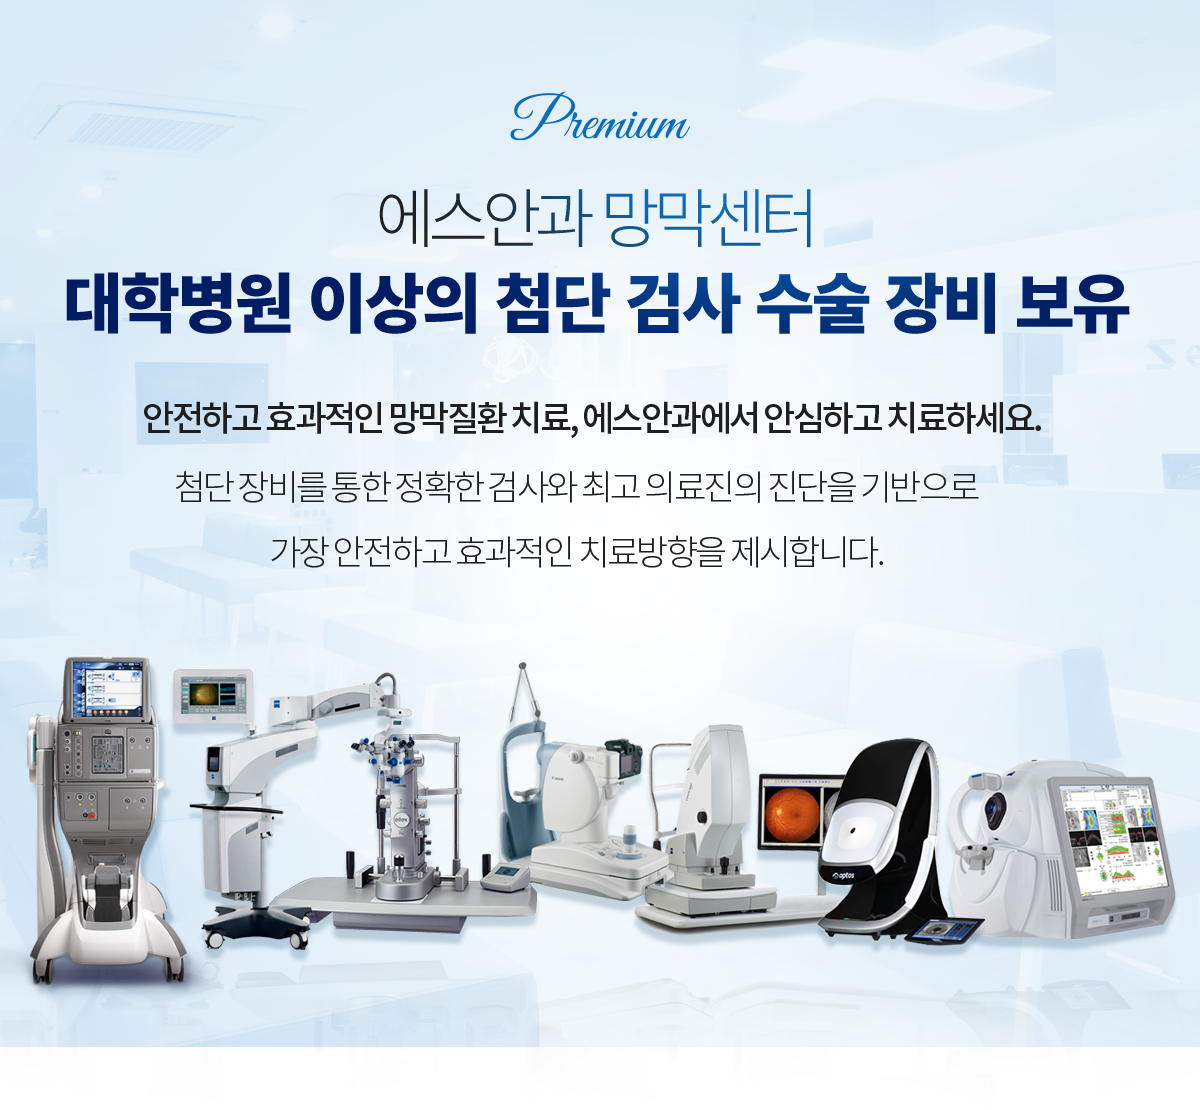 Premium
에스안과 망막센터
대학병원 이상의 첨단 검사 수술 장비 보유
안전하고 효과적인 망막질환 치료, 에스안과에서 안심하고 치료하세요.
첨단 장비를 통한 정확한 검사와 최고 의료진의 진단을 기반으로
가장 안전하고 효과적인 치료방향을 제시합니다.
Canon
ellex
optos